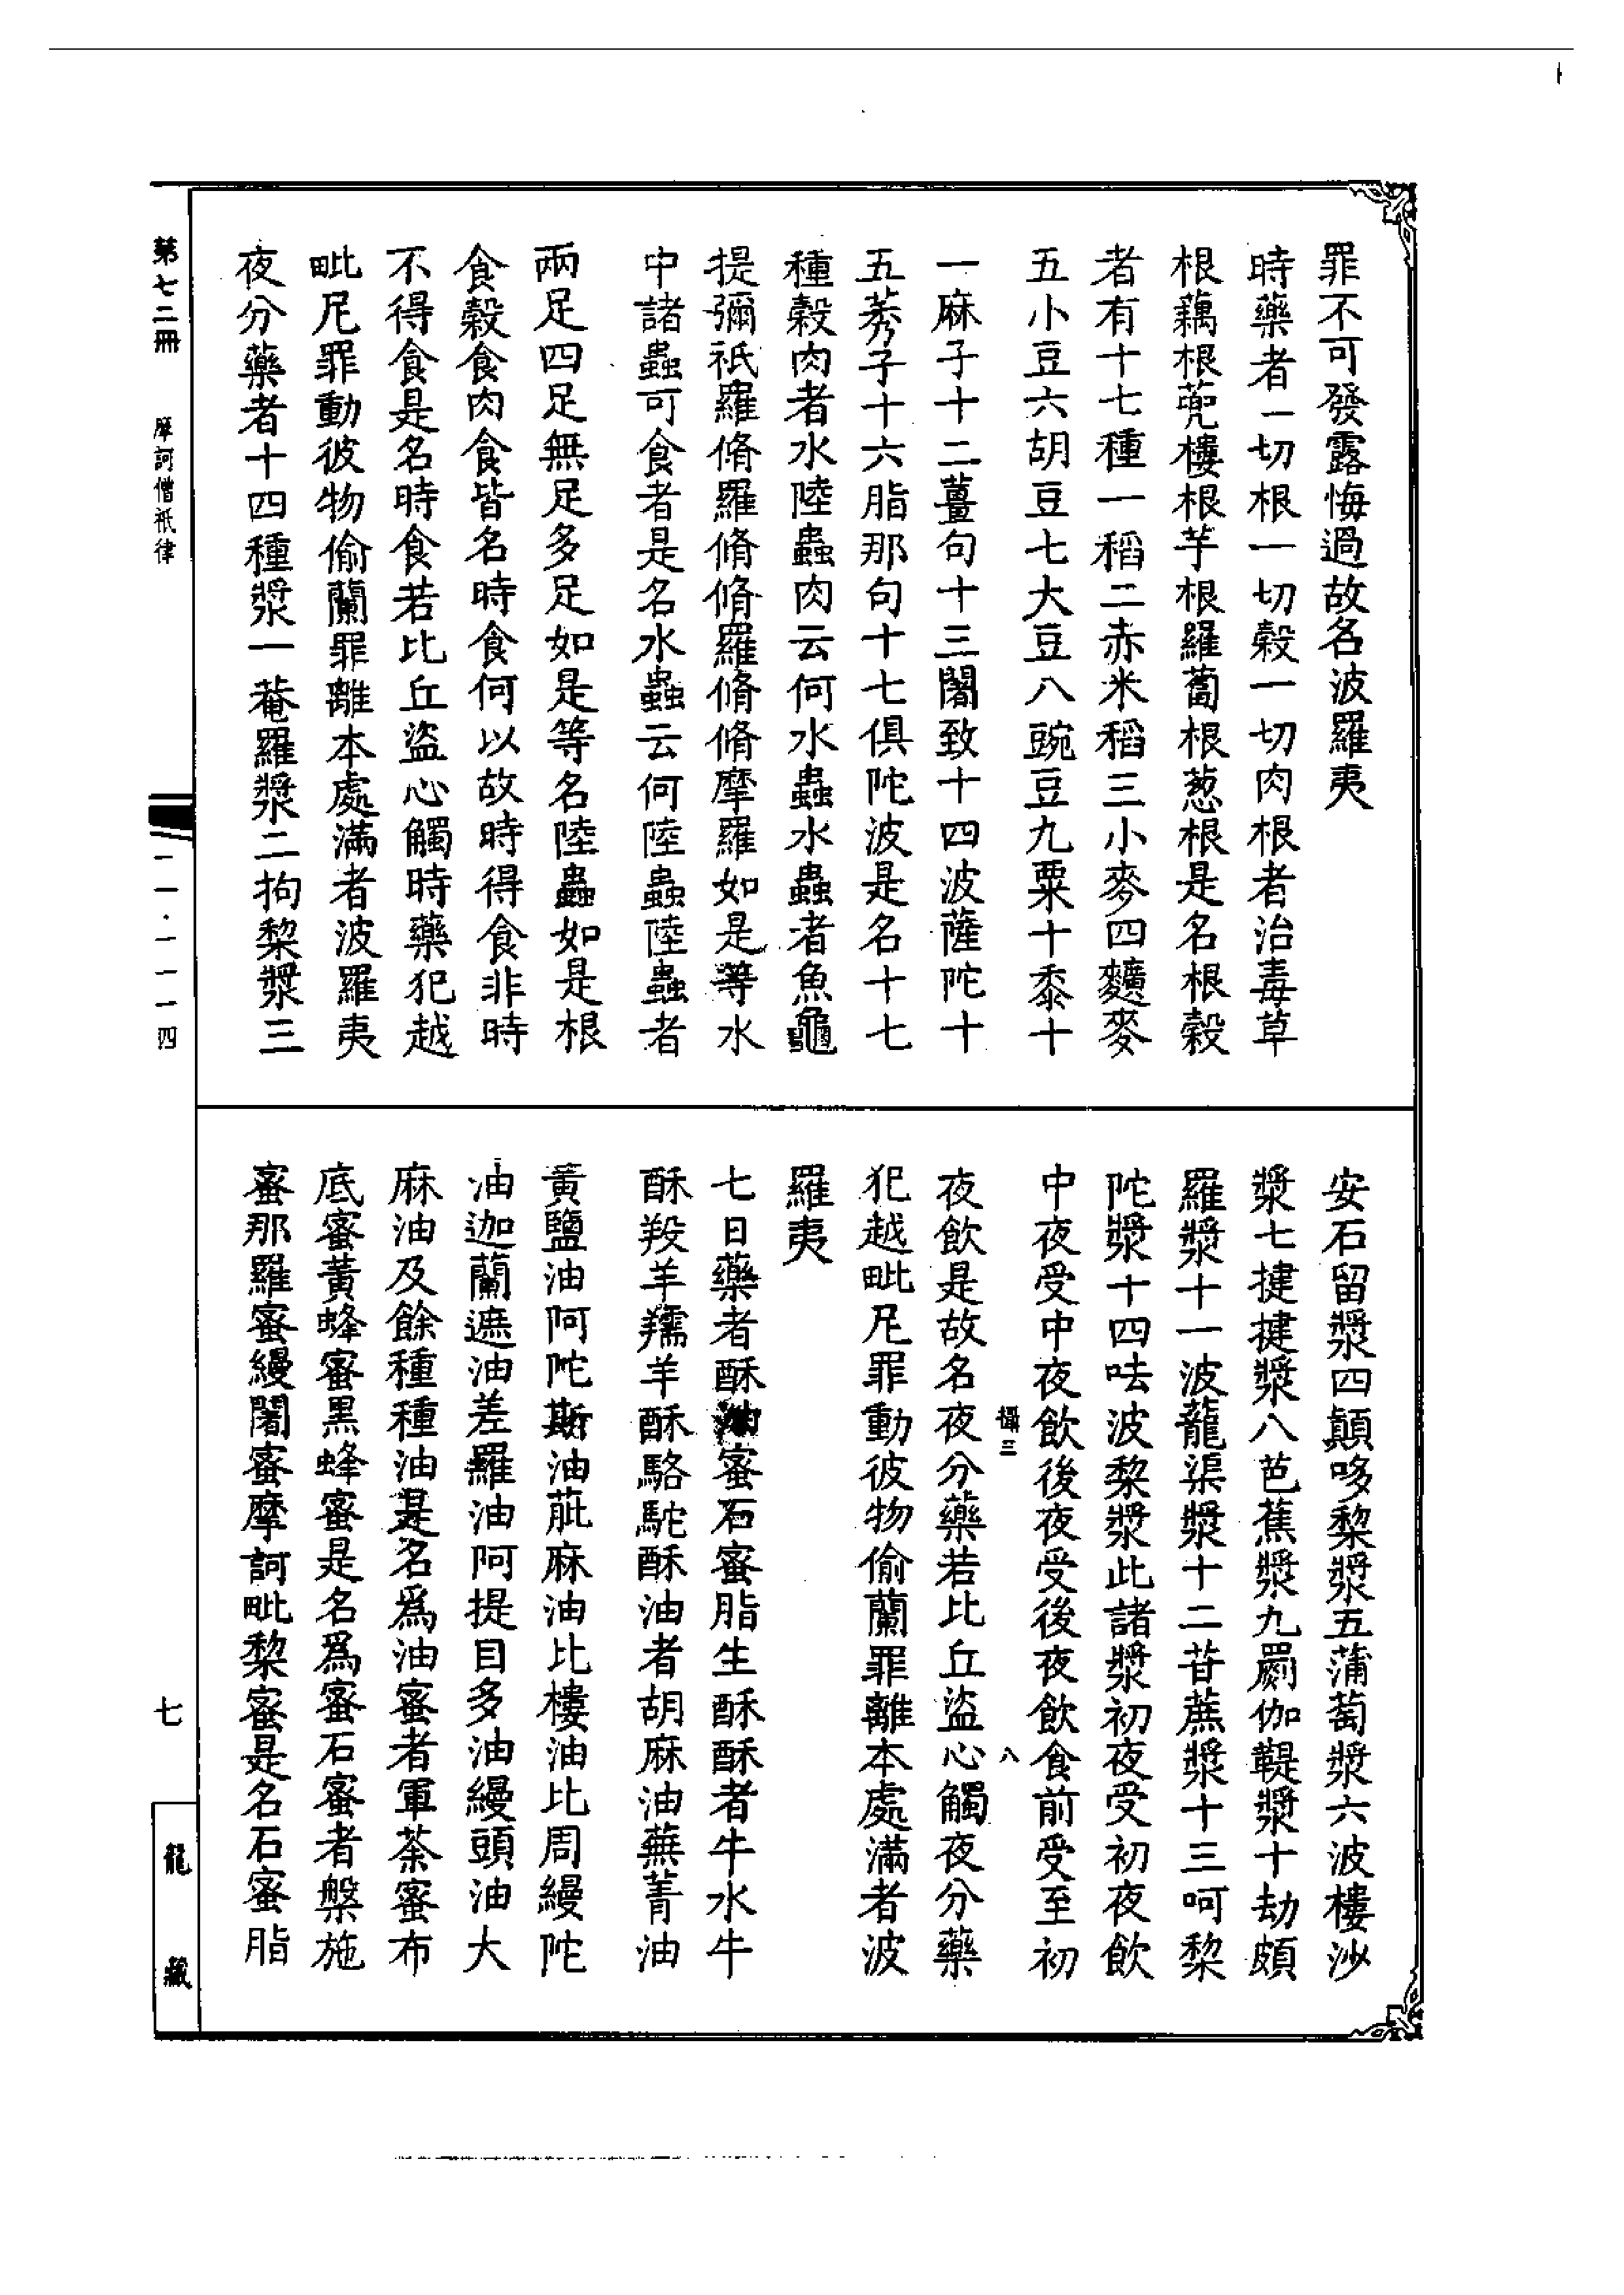 罪不可發露悔過故名波羅夷
時藥者一切根一切穀一切肉根者治毒草
根藕根蔸樓根芋根羅蔔根葱根是名根穀
者有十七種一稻二赤米稻三小麥四䵃麥
五小豆六胡豆七大豆八豌豆九粟十黍十
一麻子十二薑句十三闍致十四波薩陀十
五莠子十六脂那句十七俱陀波是名十七
種穀肉者水陸蟲肉云何水蟲水蟲者魚龜
提彌祇羅脩羅脩脩羅脩脩摩羅如是等水
中諸蟲可食者是名水蟲云何陸蟲陸蟲者
兩足四足無足多足如是等名陸蟲如是根
食穀食肉食皆名時食何以故時得食非時
不得食是名時食若比丘盜心觸時藥犯越
毗尼罪動彼物偷蘭罪離本處滿者波羅夷
夜分藥者十四種漿一菴羅漿二拘梨漿三
安石留漿四顛哆梨漿五蒲萄漿六波樓沙
漿七揵揵漿八芭蕉漿九罽伽鞮漿十劫頗
羅漿十一波龍渠漿十二甘蔗漿十三呵梨
陀漿十四呿波梨漿此諸漿初夜受初夜飲
中夜受中夜飲後夜受後夜飲食前受至初
攝三 八
夜飲是故名夜分藥若比丘盜心觸夜分藥
犯越毗尼罪動彼物偷蘭罪離本處滿者波
羅夷
七日藥者酥油蜜石蜜脂生酥酥者牛水牛
酥羖羊羺羊酥駱駝酥油者胡麻油蕪菁油
黃鹽油阿陀斯油蓖麻油比樓油比周縵陀
油迦蘭遮油差羅油阿提目多油縵頭油大
麻油及餘種種油是名爲油蜜者軍荼蜜布
底蜜黃蜂蜜黑蜂蜜是名爲蜜石蜜者槃施
蜜那羅蜜縵闍蜜摩訶毗梨蜜是名石蜜脂
第七二冊 摩訶僧祇律
一一·一一一四
七
龍藏